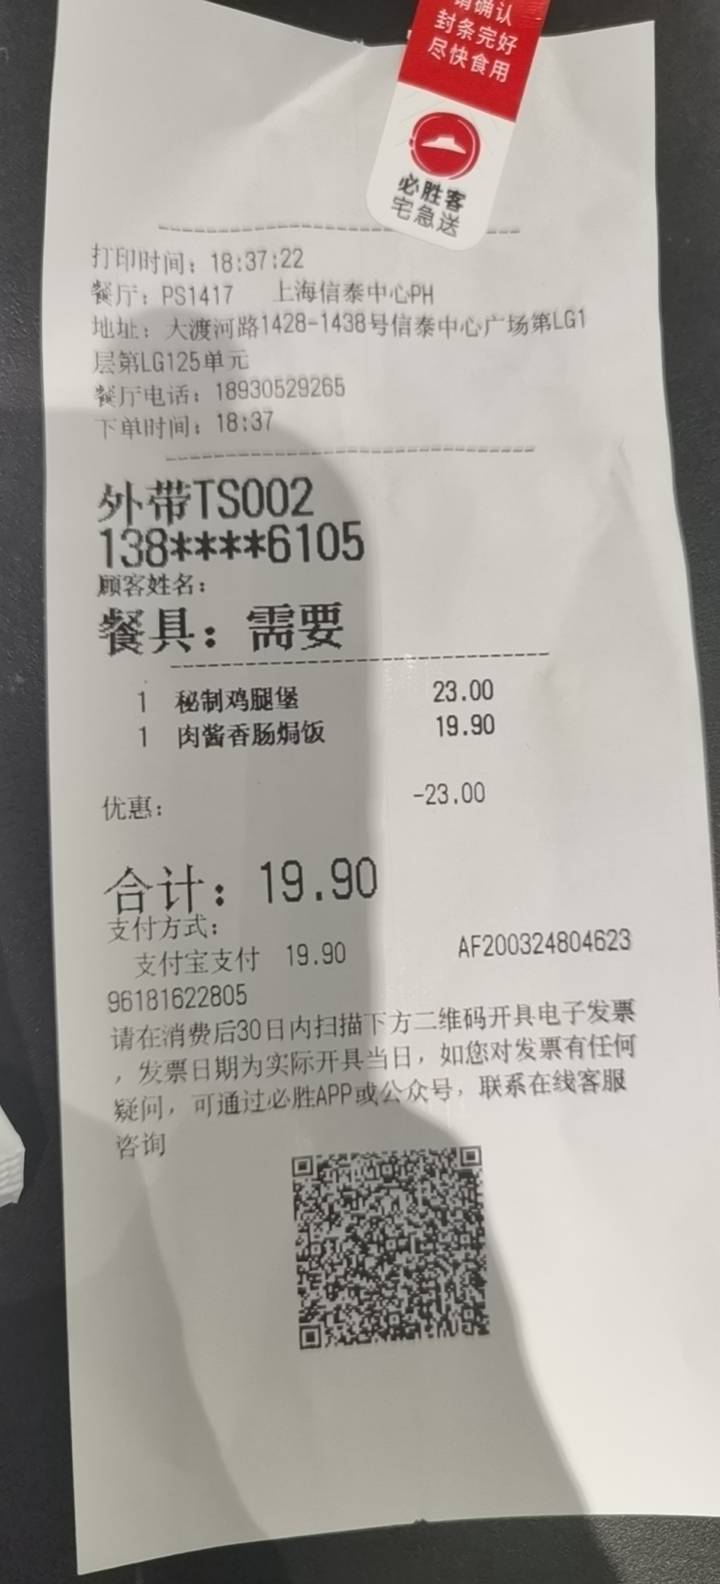 请确认
封条完好
尽快食用
必胜客
宅急送
打印时间：18:37:22
餐厅：PS1417 上海信泰中心PH
地址：大渡河路1428-1438号信泰中心广场第LG1
层第LG125单元
餐厅电话：18930529265
下单时间：18:37
外带TS002
138****6105
顾客姓名：
餐具：需要
1 秘制鸡腿堡 23.00
1 肉酱香肠焗饭 19.90
优惠： -23.00
合计：19.90
支付方式：
支付宝支付 19.90 AF200324804623
96181622805
请在消费后30日内扫描下方二维码开具电子发票
，发票日期为实际开具当日，如您对发票有任何
疑问，可通过必胜APP或公众号，联系在线客服
咨询